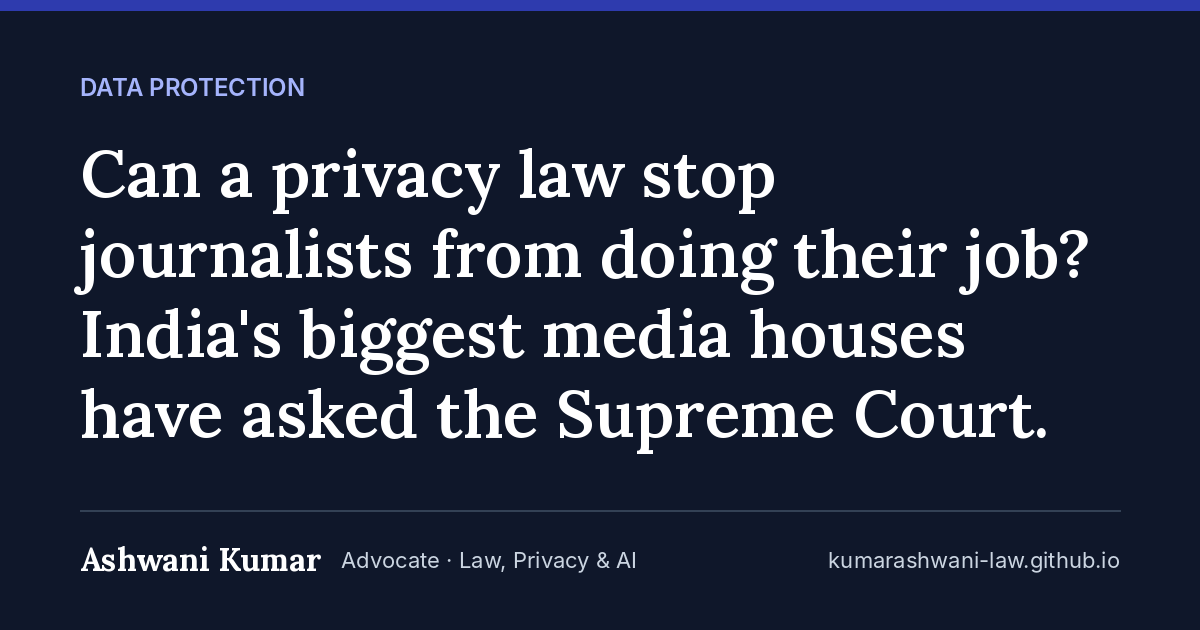 DATA PROTECTION
Can a privacy law stop
journalists from doing their job?
India's biggest media houses
have asked the Supreme Court.
Ashwani Kumar Advocate · Law, Privacy & AI kumarashwani-law.github.io